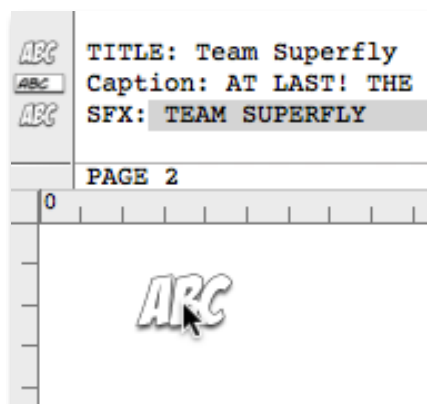 ABC TITLE: Team Superfly
ABC Caption: AT LAST! THE
ABC SFX: TEAM SUPERFLY
PAGE 2
0
ABC